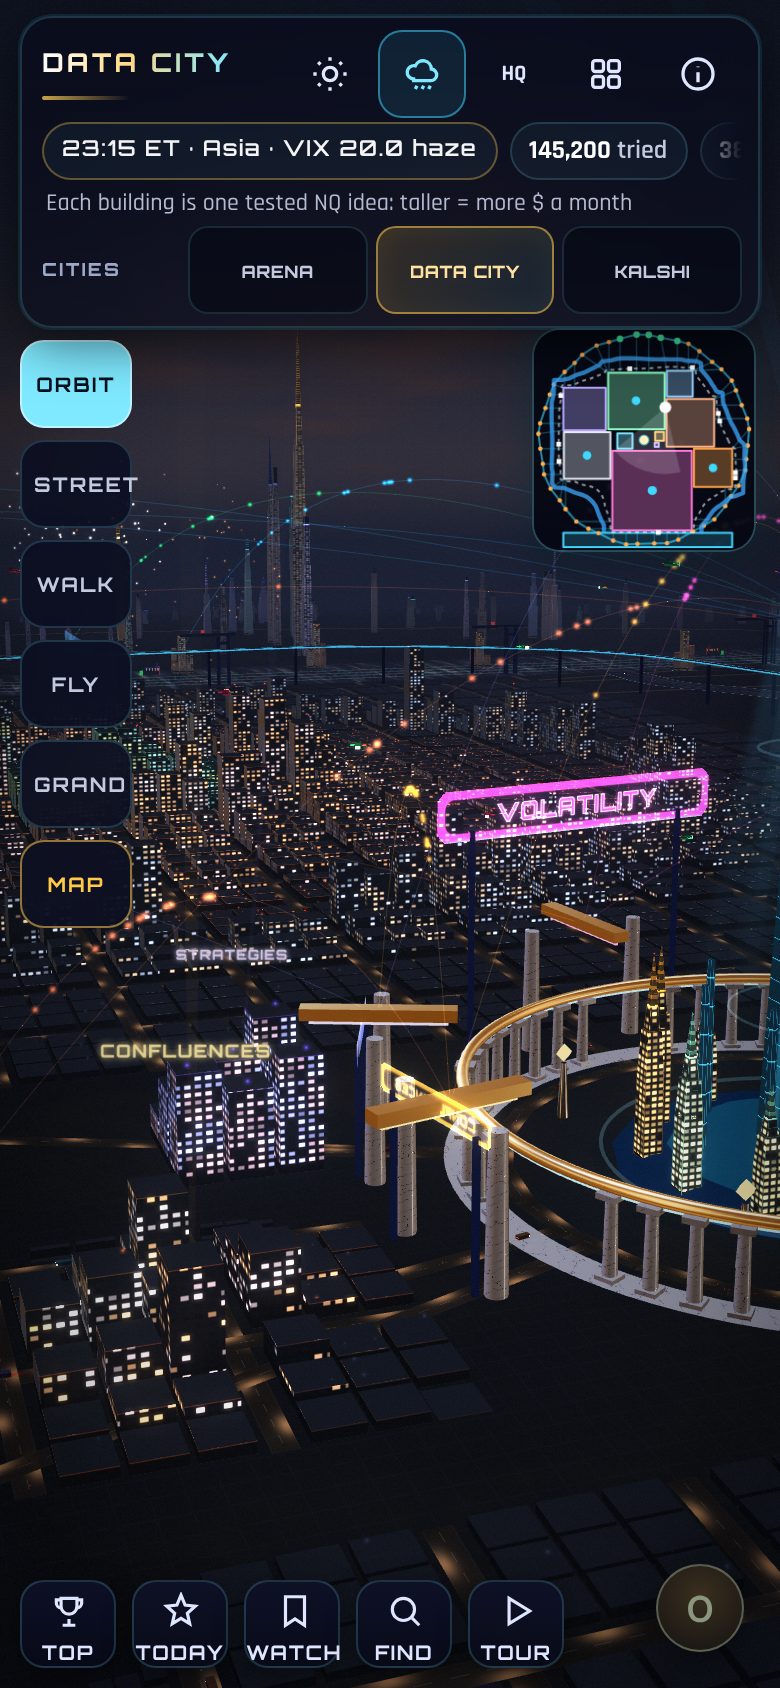 DATA CITY
HQ
23:15 ET · Asia · VIX 20.0 haze
145,200 tried
Each building is one tested NQ idea: taller = more $ a month
CITIES
ARENA
DATA CITY
KALSHI
ORBIT
STREET
WALK
FLY
GRAND
MAP
VOLATILITY
STRATEGIES
CONFLUENCES
TOP
TODAY
WATCH
FIND
TOUR
O